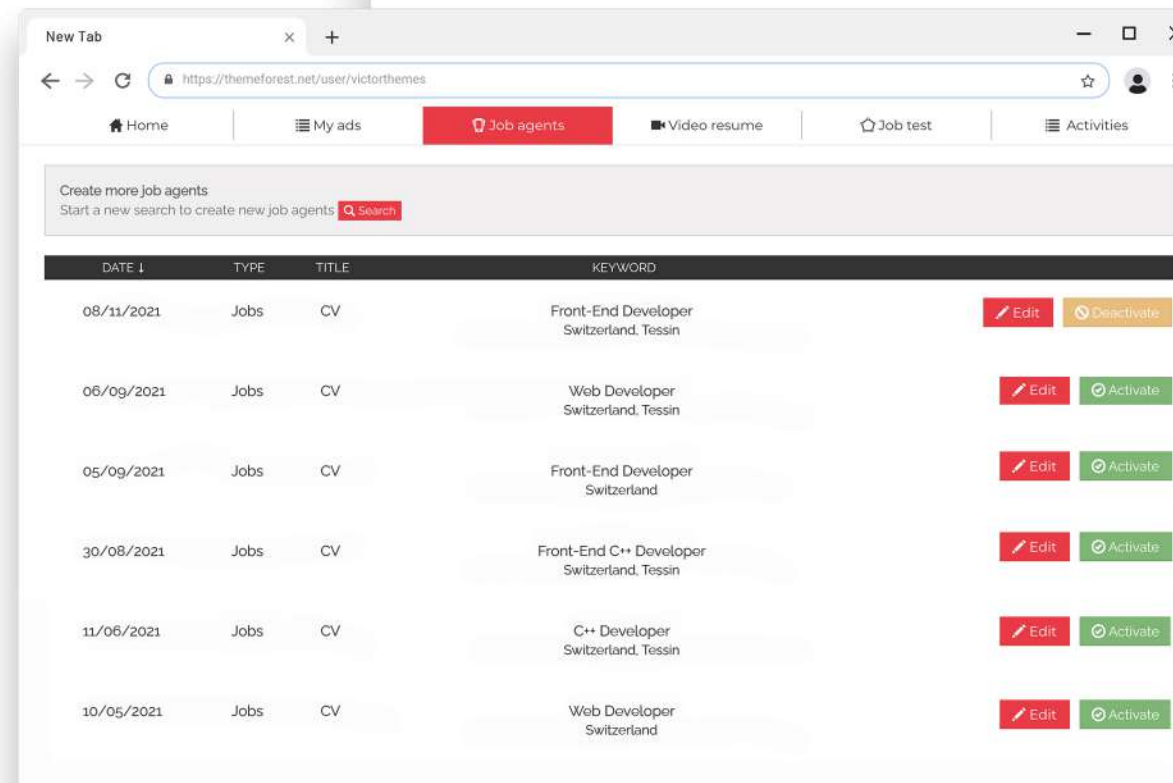 New Tab
https://themeforest.net/user/victorthemes
Home My ads Job agents Video resume Job test Activities
Create more job agents
Start a new search to create new job agents Search
DATE ↓ TYPE TITLE KEYWORD
08/11/2021 Jobs CV Front-End Developer Edit Deactivate
Switzerland, Tessin
06/09/2021 Jobs CV Web Developer Edit Activate
Switzerland, Tessin
05/09/2021 Jobs CV Front-End Developer Edit Activate
Switzerland
30/08/2021 Jobs CV Front-End C++ Developer Edit Activate
Switzerland, Tessin
11/06/2021 Jobs CV C++ Developer Edit Activate
Switzerland, Tessin
10/05/2021 Jobs CV Web Developer Edit Activate
Switzerland